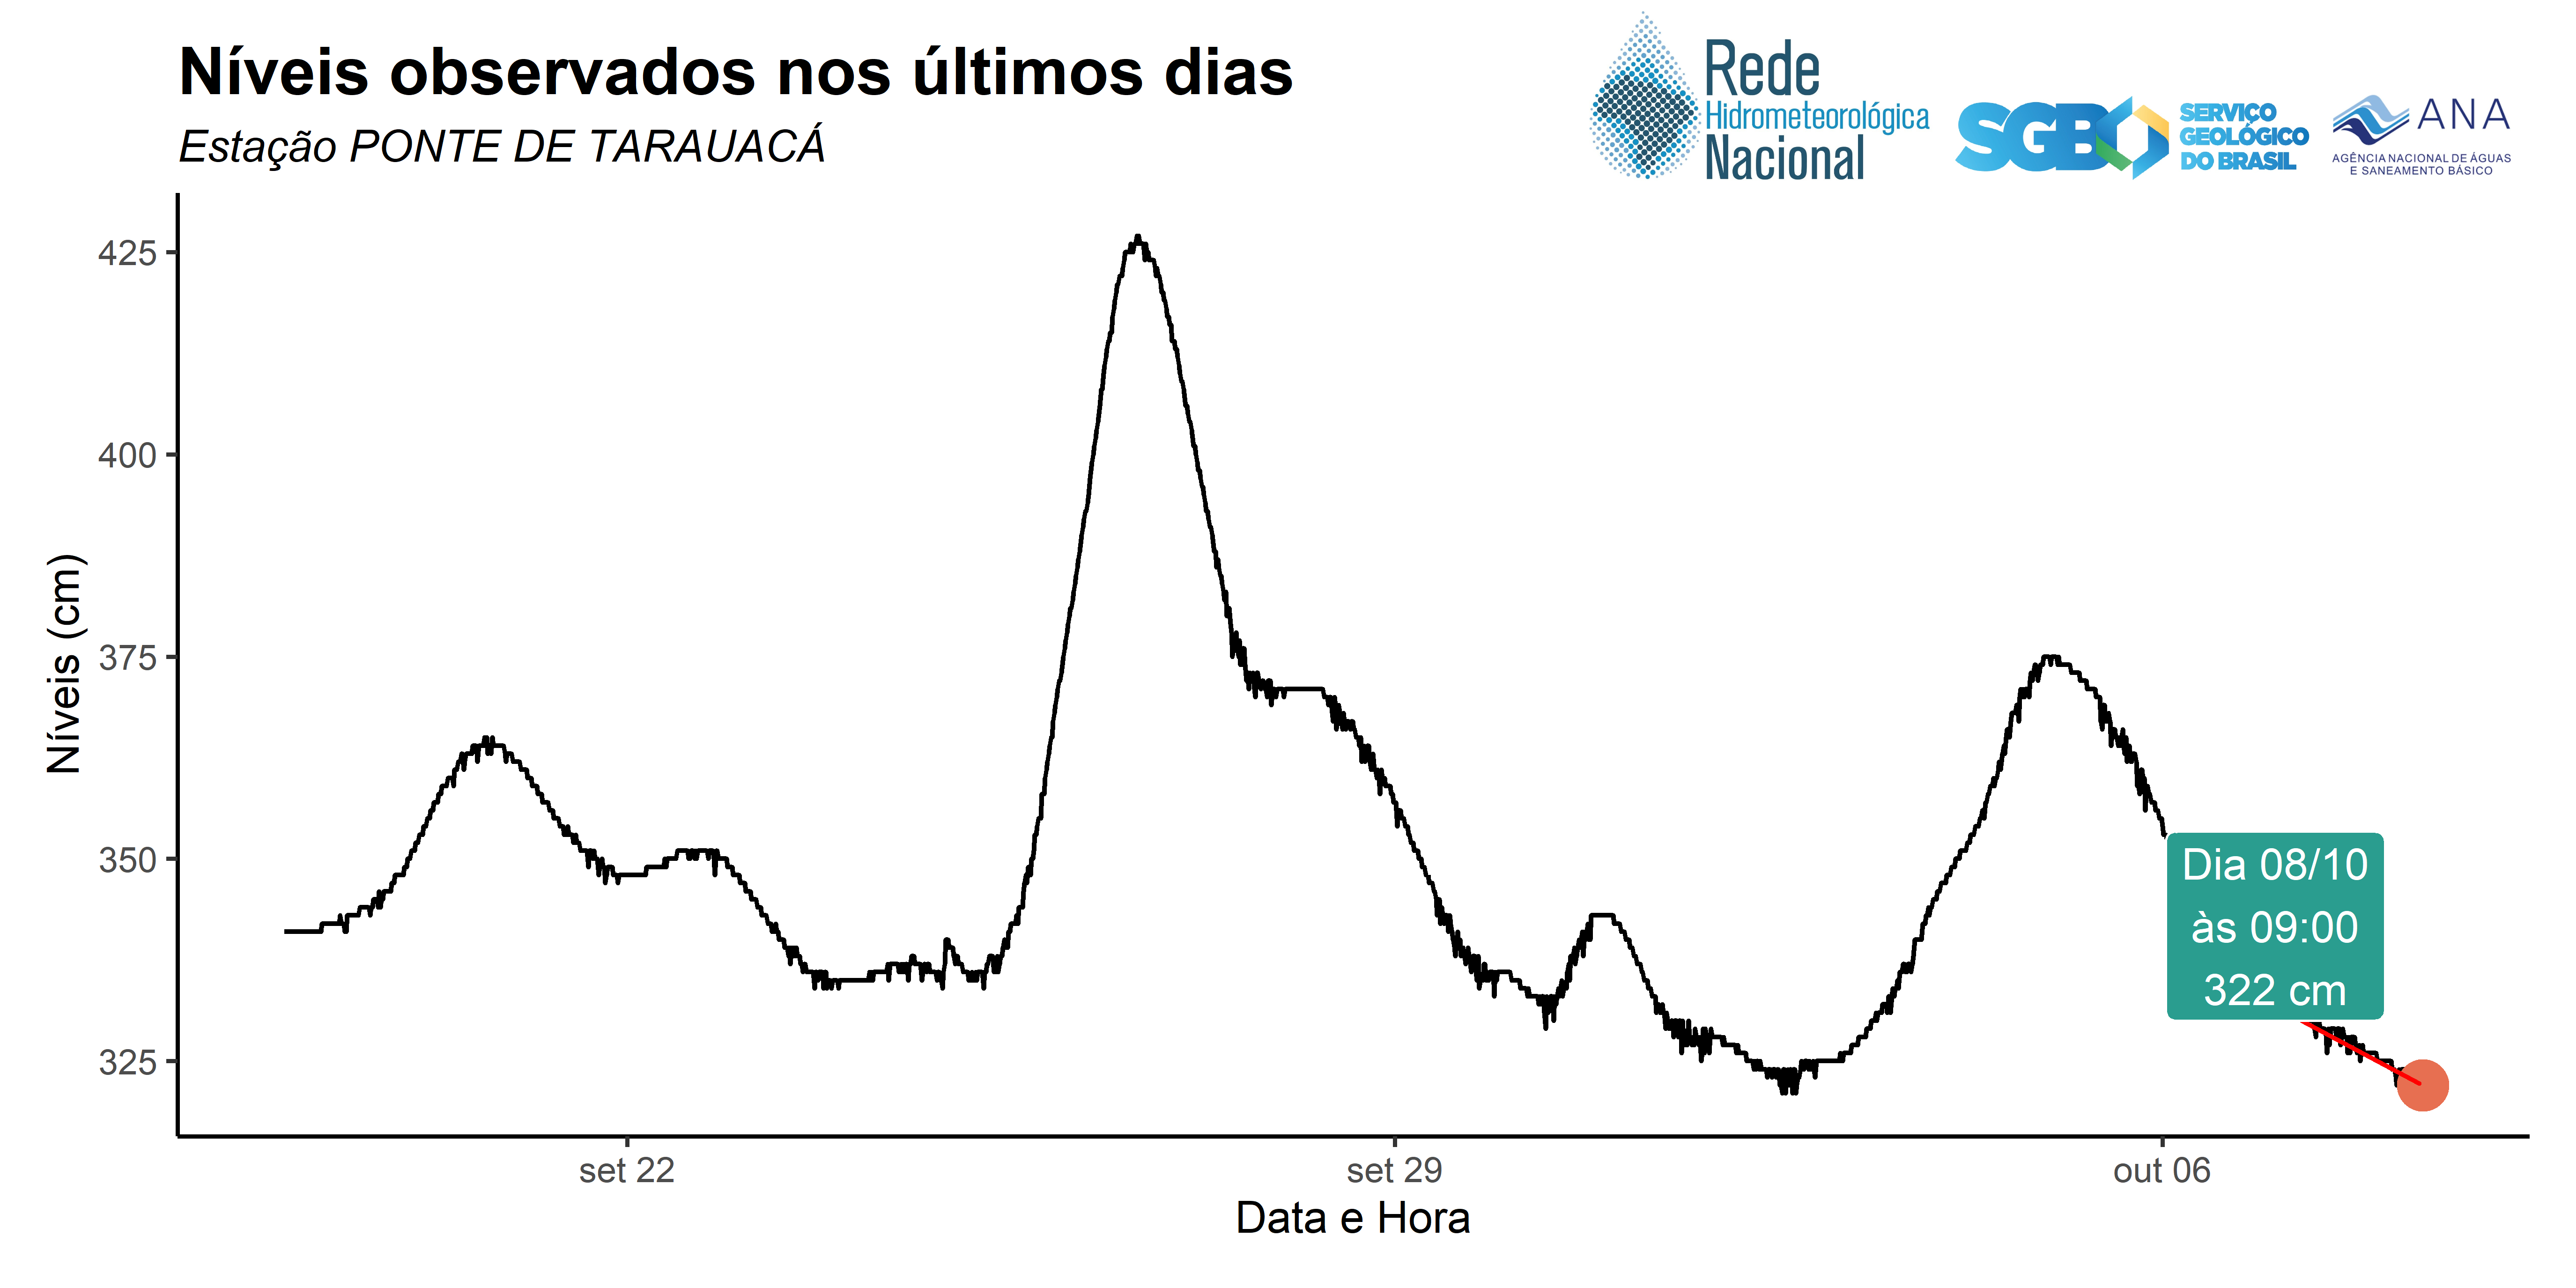 Níveis observados nos últimos dias
Estação PONTE DE TARAUACÁ
Rede
Hidrometeorológica
Nacional
SGB
SERVIÇO
GEOLÓGICO
DO BRASIL
ANA
AGÊNCIA NACIONAL DE ÁGUAS
E SANEAMENTO BÁSICO
Níveis (cm)
425
400
375
350
325
Dia 08/10
às 09:00
322 cm
set 22
set 29
out 06
Data e Hora